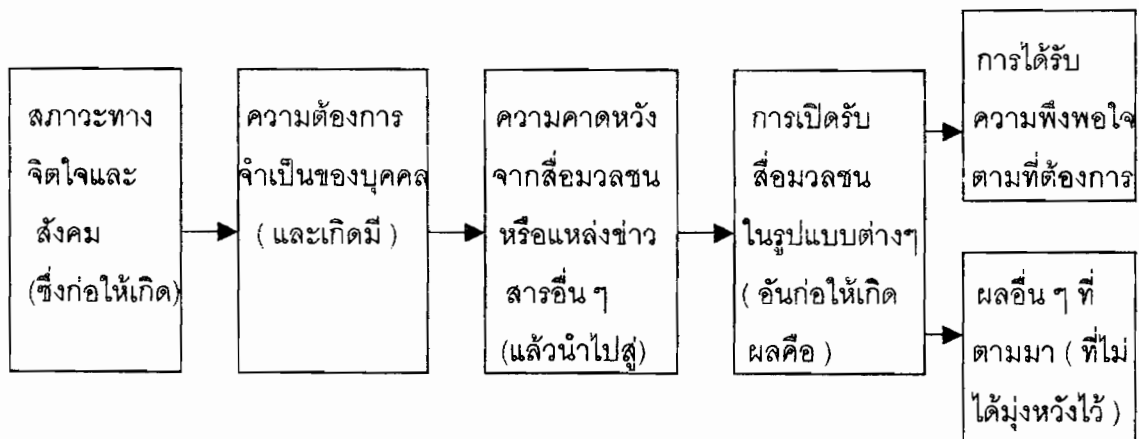 สภาวะทาง
จิตใจและ
สังคม
(ซึ่งก่อให้เกิด)
ความต้องการ
จำเป็นของบุคคล
( และเกิดมี )
ความคาดหวัง
จากสื่อมวลชน
หรือแหล่งข่าว
สารอื่น ๆ
(แล้วนำไปสู่)
การเปิดรับ
สื่อมวลชน
ในรูปแบบต่างๆ
( อันก่อให้เกิด
ผลคือ )
การได้รับ
ความพึงพอใจ
ตามที่ต้องการ
ผลอื่น ๆ ที่
ตามมา ( ที่ไม่
ได้มุ่งหวังไว้ )